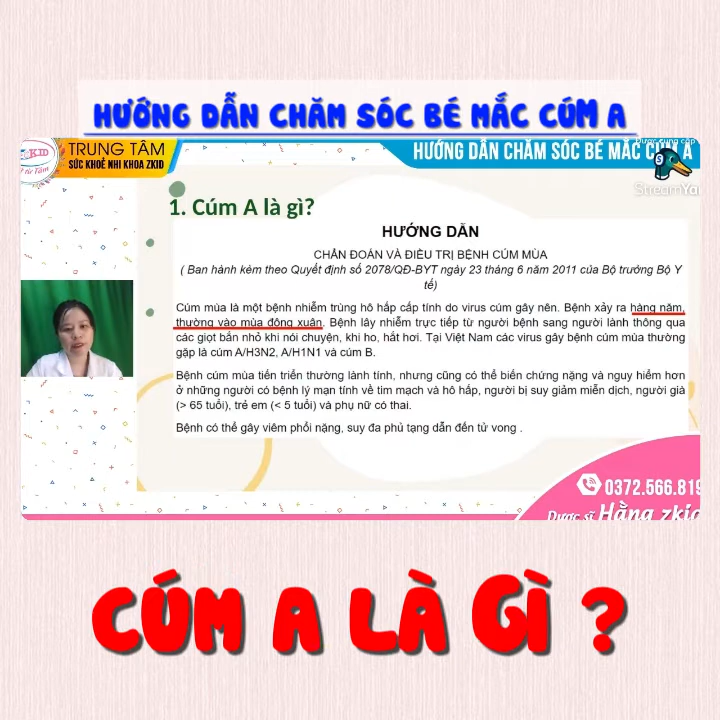 HƯỚNG DẪN CHĂM SÓC BÉ MẮC CÚM A
TRUNG TÂM
SỨC KHOẺ NHI KHOA ZKID
HƯỚNG DẪN CHĂM SÓC BÉ MẮC CÚM A
Được cung cấp
StreamYa
1. Cúm A là gì?
HƯỚNG DẪN
CHẨN ĐOÁN VÀ ĐIỀU TRỊ BỆNH CÚM MÙA
( Ban hành kèm theo Quyết định số 2078/QĐ-BYT ngày 23 tháng 6 năm 2011 của Bộ trưởng Bộ Y
tế)
Cúm mùa là một bệnh nhiễm trùng hô hấp cấp tính do virus cúm gây nên. Bệnh xảy ra hàng năm,
thường vào mùa đông xuân. Bệnh lây nhiễm trực tiếp từ người bệnh sang người lành thông qua
các giọt bắn nhỏ khi nói chuyện, khi ho, hắt hơi. Tại Việt Nam các virus gây bệnh cúm mùa thường
gặp là cúm A/H3N2, A/H1N1 và cúm B.
Bệnh cúm mùa tiến triển thường lành tính, nhưng cũng có thể biến chứng nặng và nguy hiểm hơn
ở những người có bệnh lý mạn tính về tim mạch và hô hấp, người bị suy giảm miễn dịch, người già
(> 65 tuổi), trẻ em (< 5 tuổi) và phụ nữ có thai.
Bệnh có thể gây viêm phổi nặng, suy đa phủ tạng dẫn đến tử vong .
0372.566.819
Dược sĩ Hằng zkid
CÚM A LÀ GÌ ?